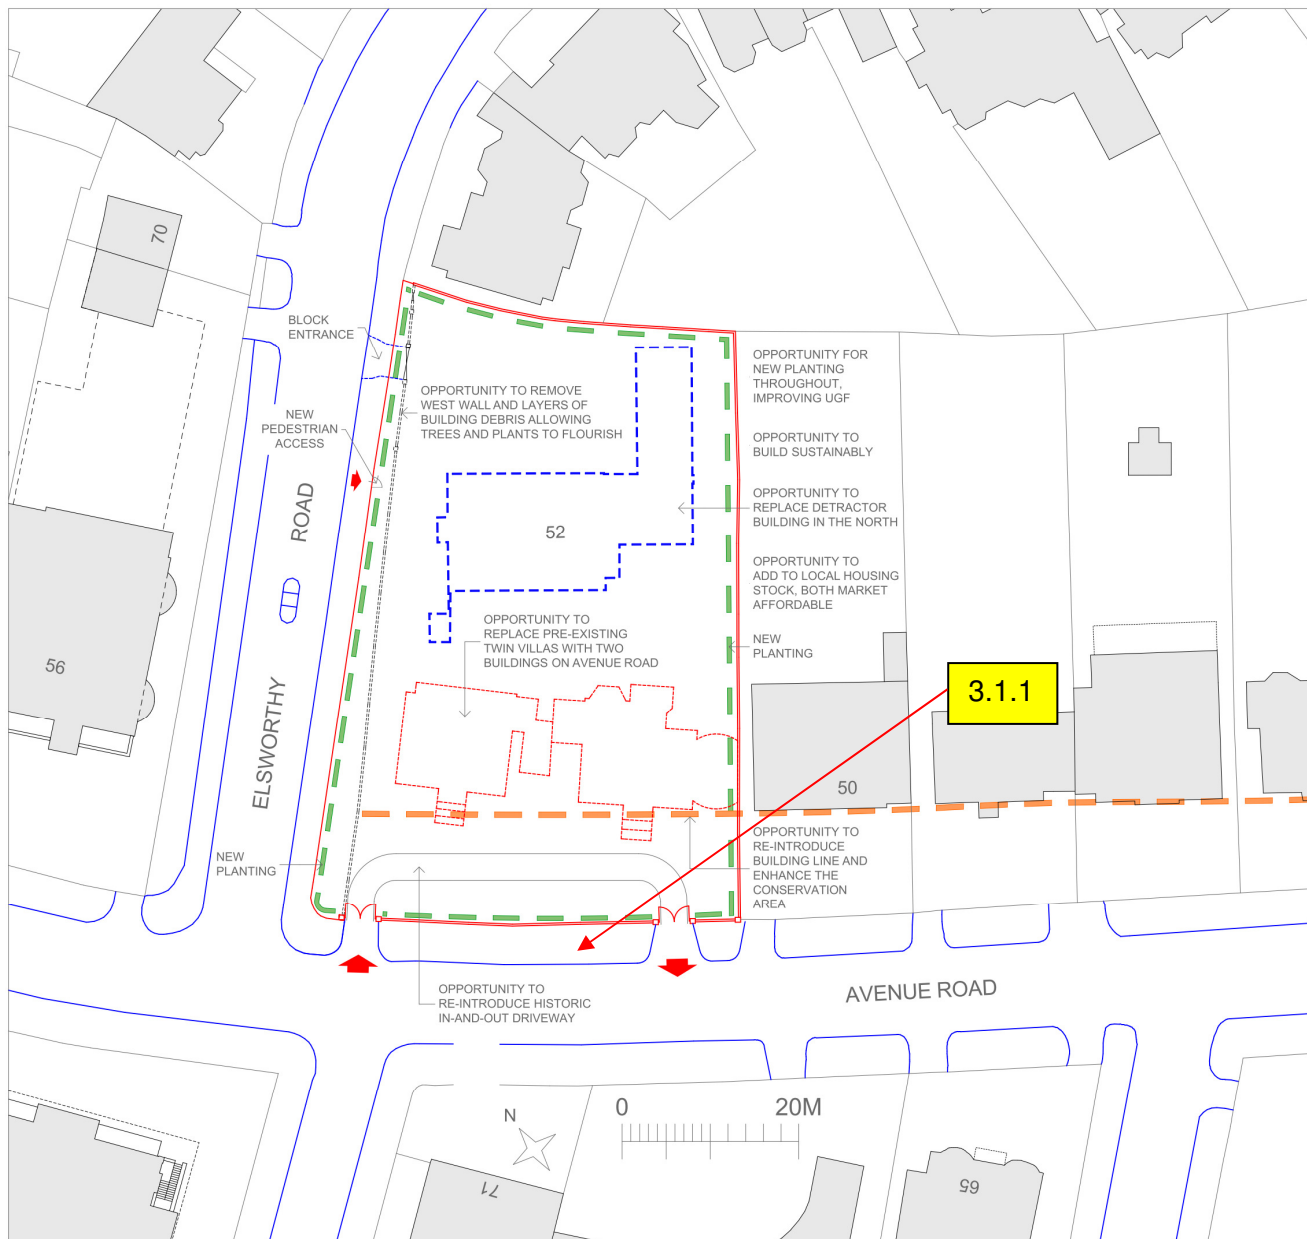 70
BLOCK
ENTRANCE
OPPORTUNITY TO REMOVE
WEST WALL AND LAYERS OF
BUILDING DEBRIS ALLOWING
TREES AND PLANTS TO FLOURISH
NEW
PEDESTRIAN
ACCESS
OPPORTUNITY FOR
NEW PLANTING
THROUGHOUT,
IMPROVING UGF
OPPORTUNITY TO
BUILD SUSTAINABLY
OPPORTUNITY TO
REPLACE DETRACTOR
BUILDING IN THE NORTH
OPPORTUNITY TO
ADD TO LOCAL HOUSING
STOCK, BOTH MARKET
AFFORDABLE
NEW
PLANTING
52
OPPORTUNITY TO
REPLACE PRE-EXISTING
TWIN VILLAS WITH TWO
BUILDINGS ON AVENUE ROAD
56
ELSWORTHY ROAD
3.1.1
50
OPPORTUNITY TO
RE-INTRODUCE
BUILDING LINE AND
ENHANCE THE
CONSERVATION
AREA
NEW
PLANTING
OPPORTUNITY TO
RE-INTRODUCE HISTORIC
IN-AND-OUT DRIVEWAY
AVENUE ROAD
N
0 20M
71
65